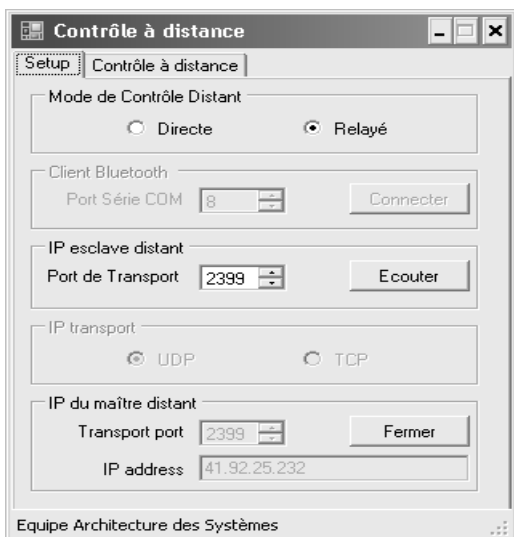 Contrôle à distance
Setup Contrôle à distance
Mode de Contrôle Distant
Directe Relayé
Client Bluetooth
Port Série COM 8 Connecter
IP esclave distant
Port de Transport 2399 Ecouter
IP transport
UDP TCP
IP du maître distant
Transport port 2399 Fermer
IP address 41.92.25.232
Equipe Architecture des Systèmes